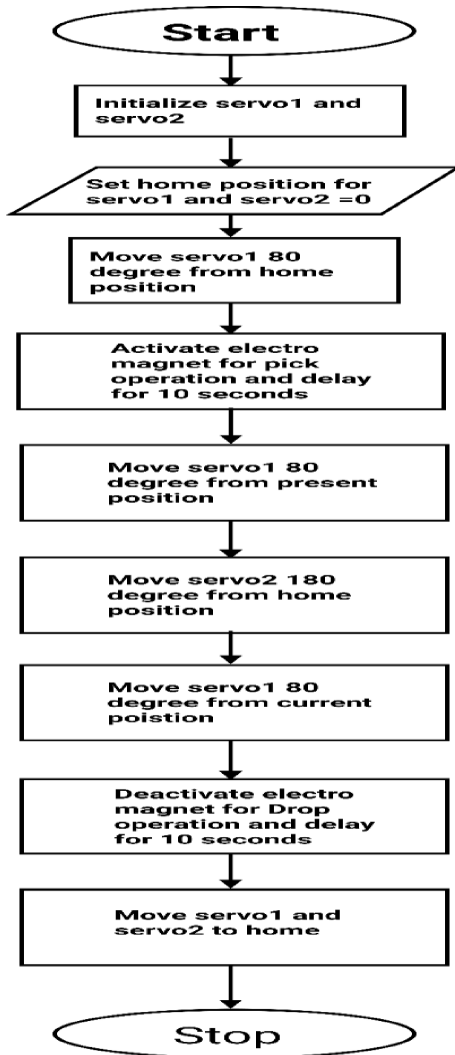 Start
Initialize servo1 and
servo2
Set home position for
servo1 and servo2 =0
Move servo1 80
degree from home
position
Activate electro
magnet for pick
operation and delay
for 10 seconds
Move servo1 80
degree from present
position
Move servo2 180
degree from home
position
Move servo1 80
degree from current
poistion
Deactivate electro
magnet for Drop
operation and delay
for 10 seconds
Move servo1 and
servo2 to home
Stop